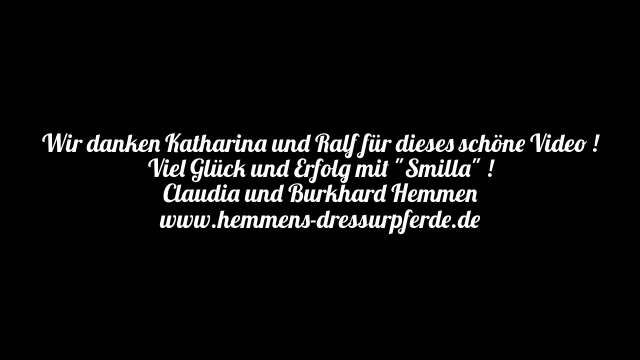 Wir danken Katharina und Ralf für dieses schöne Video !
Viel Glück und Erfolg mit "Smilla" !
Claudia und Burkhard Hemmen
www.hemmens-dressurpferde.de